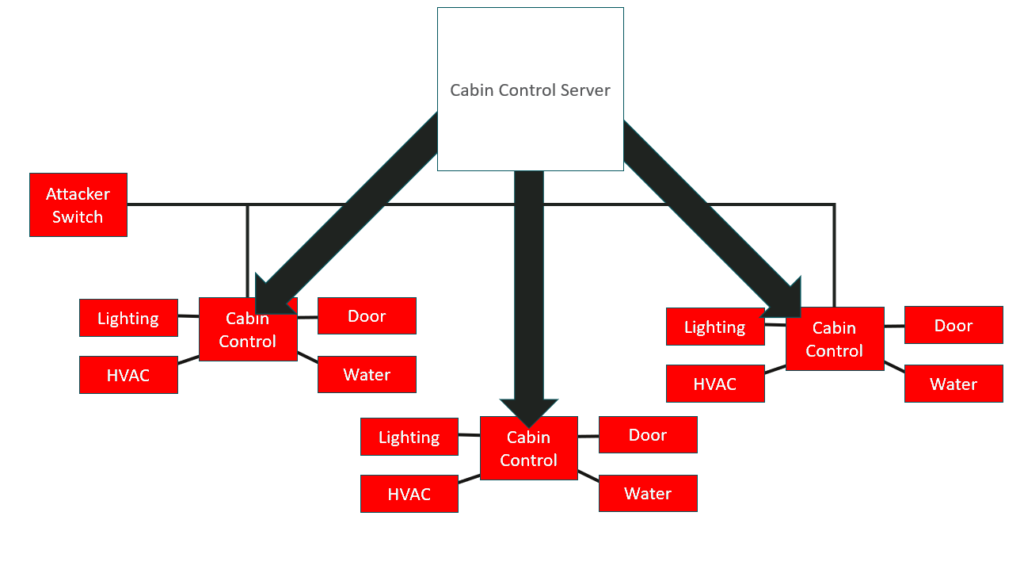 Cabin Control Server
Attacker
Switch
Lighting
Cabin
Control
Door
HVAC
Water
Lighting
Cabin
Control
Door
HVAC
Water
Lighting
Cabin
Control
Door
HVAC
Water